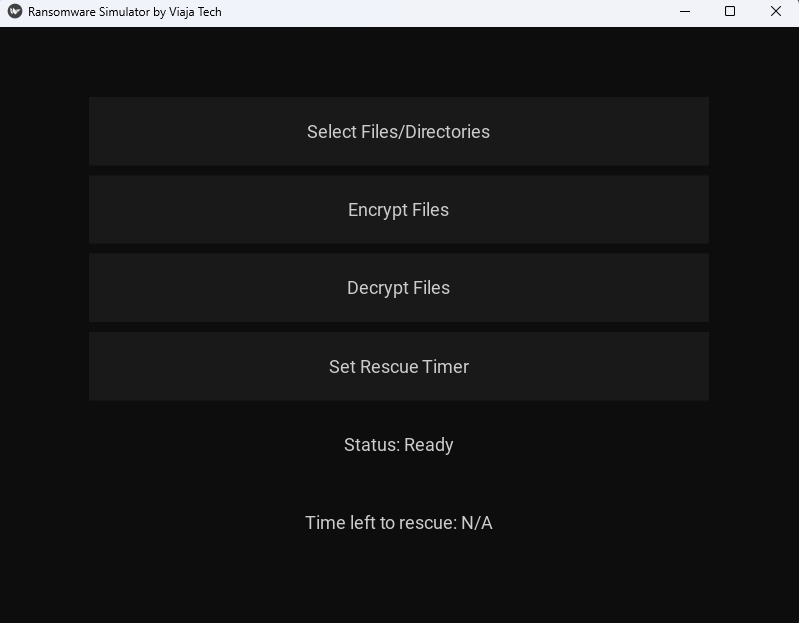 Ransomware Simulator by Viaja Tech
Select Files/Directories
Encrypt Files
Decrypt Files
Set Rescue Timer
Status: Ready
Time left to rescue: N/A